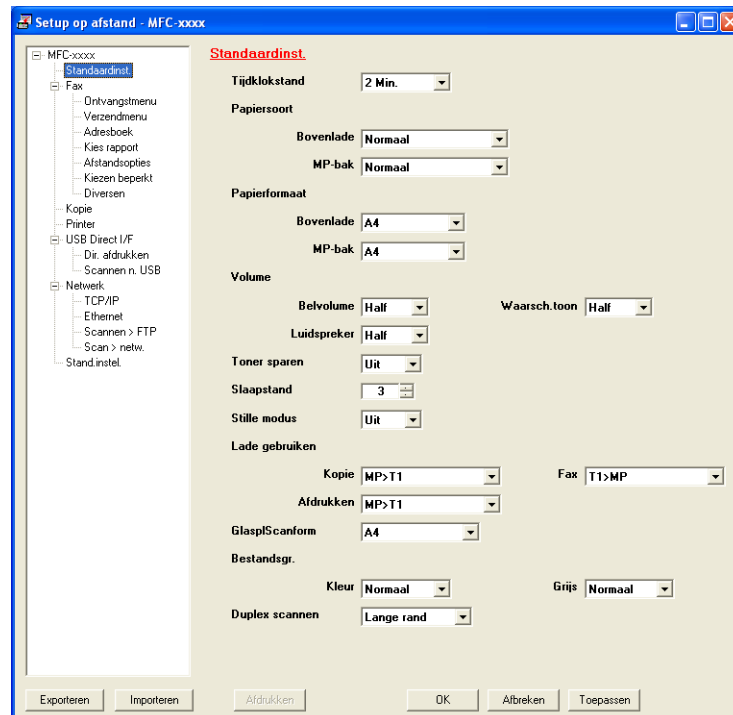 Setup op afstand - MFC-xxxx
MFC-xxxx
Standaardinst.
Fax
Ontvangstmenu
Verzendmenu
Adresboek
Kies rapport
Afstandsopties
Kiezen beperkt
Diversen
Kopie
Printer
USB Direct I/F
Dir. afdrukken
Scannen n. USB
Netwerk
TCP/IP
Ethernet
Scannen > FTP
Scan > netw.
Stand.instel.
Standaardinst.
Tijdklokstand 2 Min.
Papiersoort
Bovenlade Normaal
MP-bak Normaal
Papierformaat
Bovenlade A4
MP-bak A4
Volume
Belvolume Half Waarsch.toon Half
Luidspreker Half
Toner sparen Uit
Slaapstand 3
Stille modus Uit
Lade gebruiken
Kopie MP>T1 Fax T1>MP
Afdrukken MP>T1
GlasplScanform A4
Bestandsgr.
Kleur Normaal Grijs Normaal
Duplex scannen Lange rand
Exporteren Importeren Afdrukken OK Afbreken Toepassen